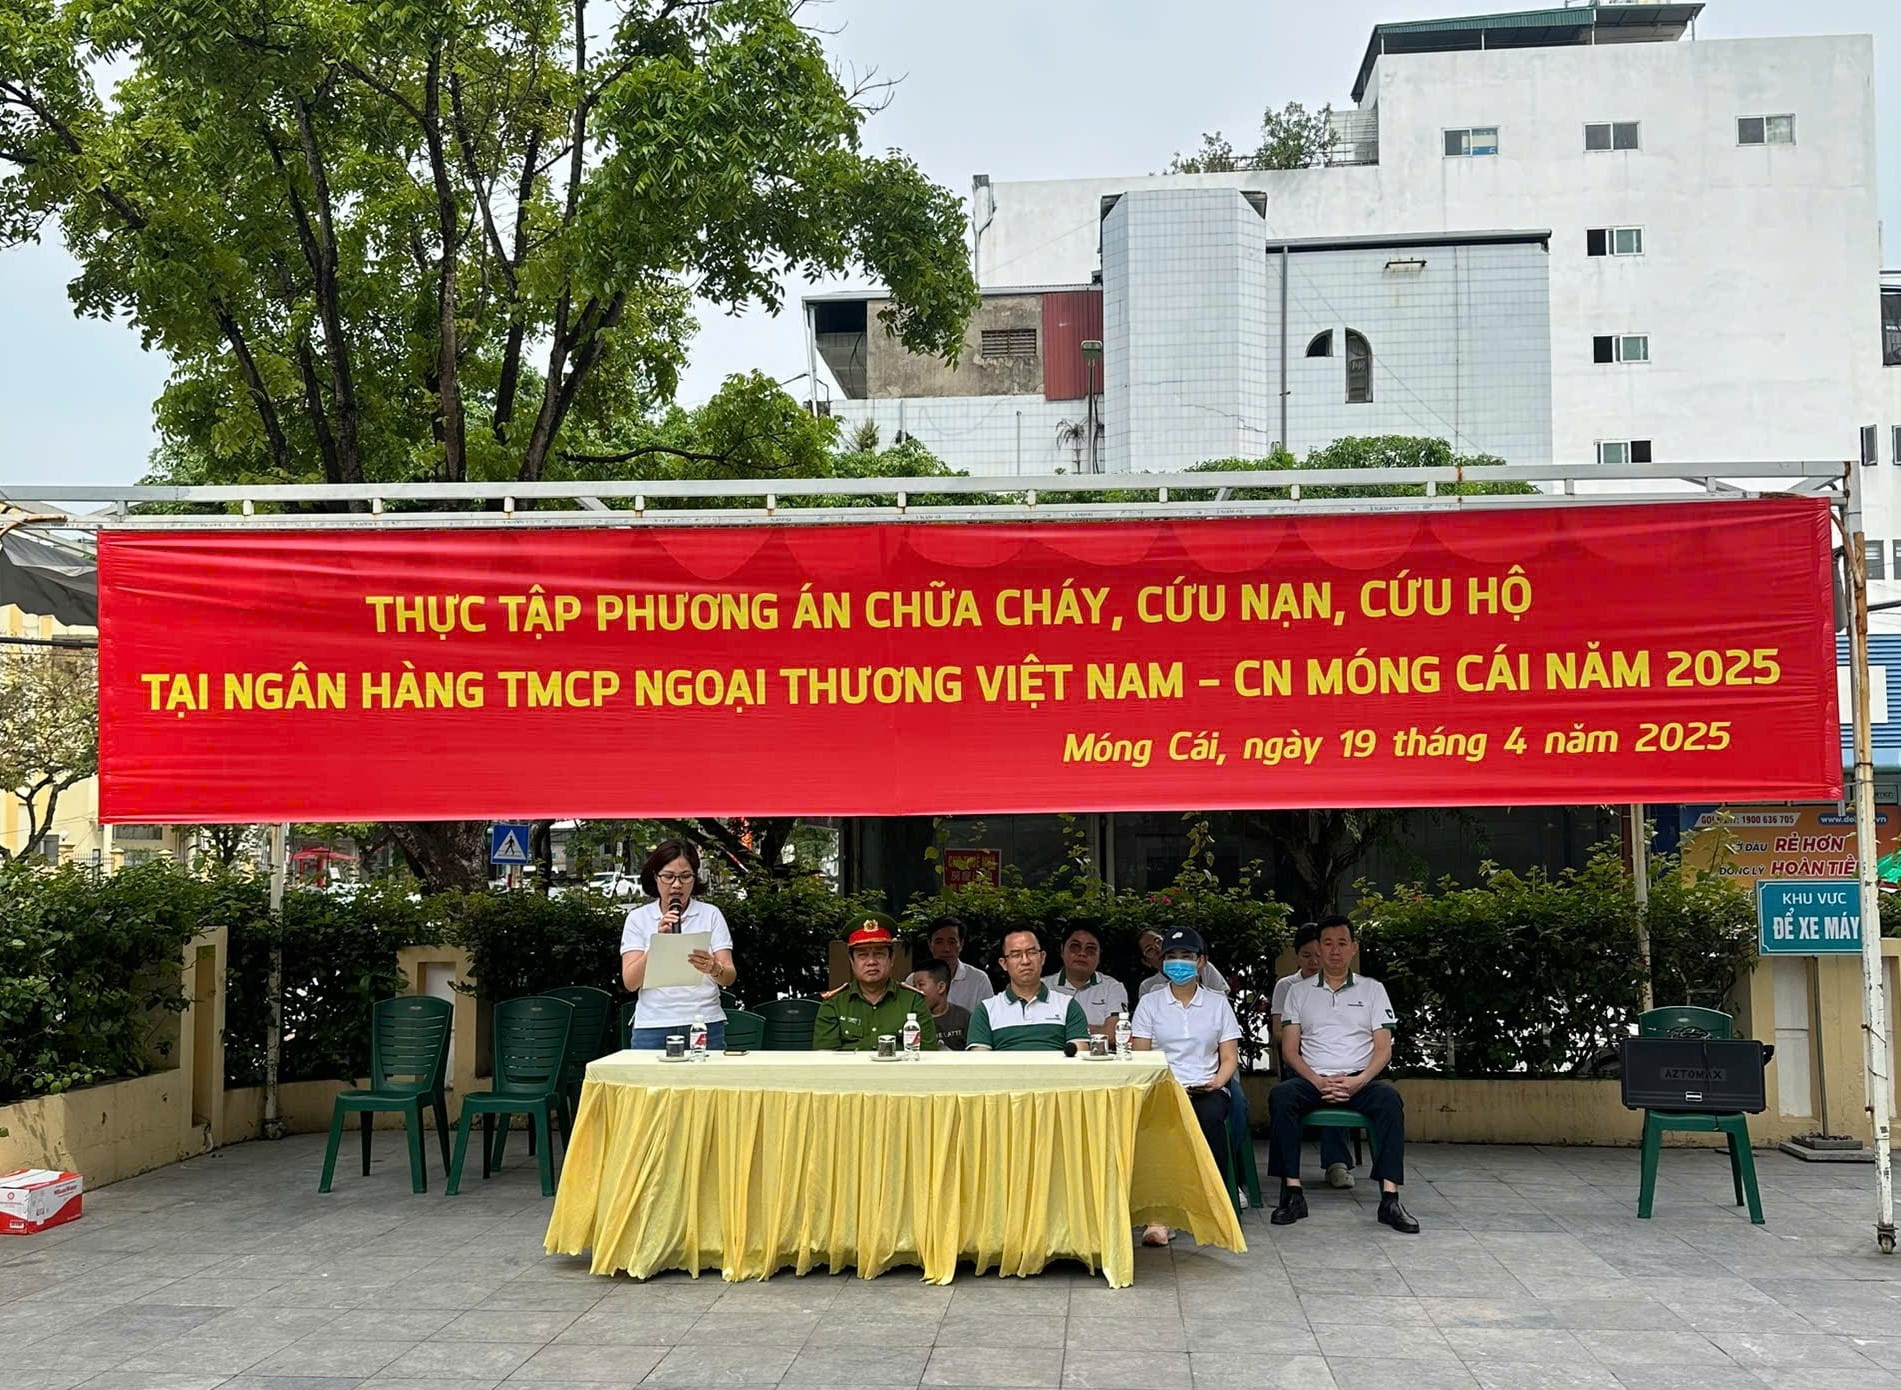 THỰC TẬP PHƯƠNG ÁN CHỮA CHÁY, CỨU NẠN, CỨU HỘ
TẠI NGÂN HÀNG TMCP NGOẠI THƯƠNG VIỆT NAM – CN MÓNG CÁI NĂM 2025
Móng Cái, ngày 19 tháng 4 năm 2025
1900 636 705
RẺ HƠN
HOÀN TIỀ
KHU VỰC
ĐỂ XE MÁY
AZTOMAX